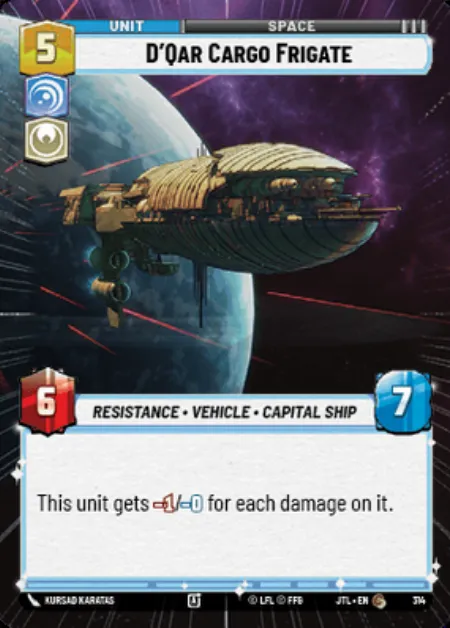 UNIT SPACE
5 D'QAR CARGO FRIGATE
6 RESISTANCE • VEHICLE • CAPITAL SHIP 7
This unit gets -1/-0 for each damage on it.
KURSAD KARATAS Ⓟ LFL © FFG JTL • EN 314